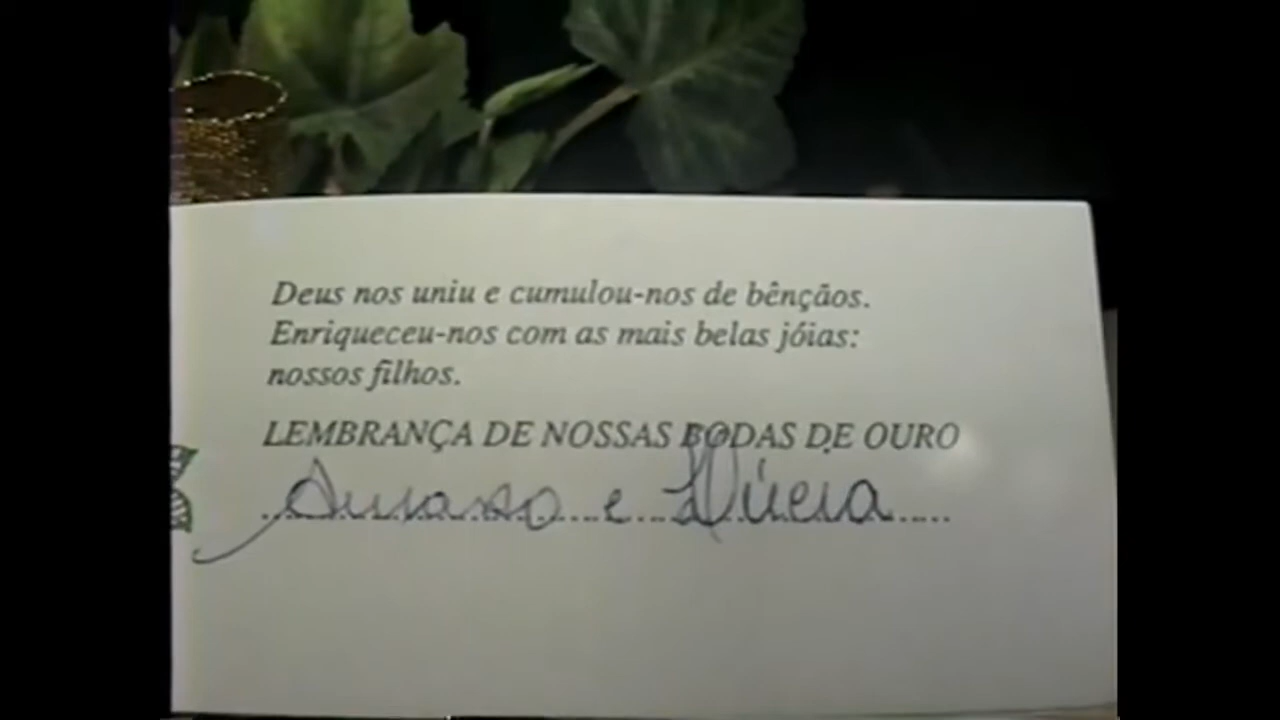 Deus nos uniu e cumulou-nos de bênçãos.
Enriqueceu-nos com as mais belas jóias:
nossos filhos.
LEMBRANÇA DE NOSSAS BODAS DE OURO
e Lúcia